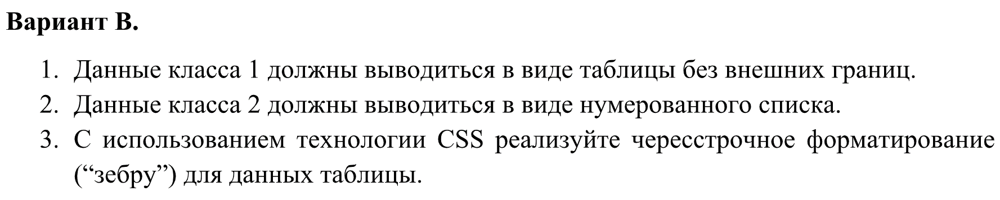 Вариант В.
1. Данные класса 1 должны выводиться в виде таблицы без внешних границ.
2. Данные класса 2 должны выводиться в виде нумерованного списка.
3. С использованием технологии CSS реализуйте чересстрочное форматирование
(“зебру”) для данных таблицы.